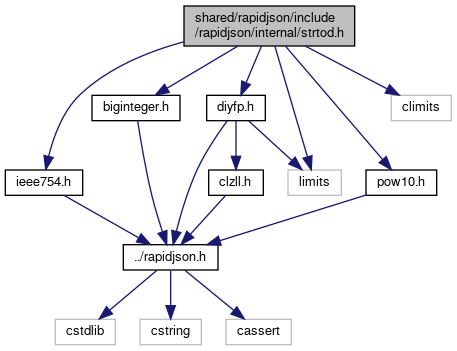 shared/rapidjson/include
/rapidjson/internal/strtod.h
biginteger.h
diyfp.h
climits
ieee754.h
clzll.h
limits
pow10.h
../rapidjson.h
cstdlib
cstring
cassert